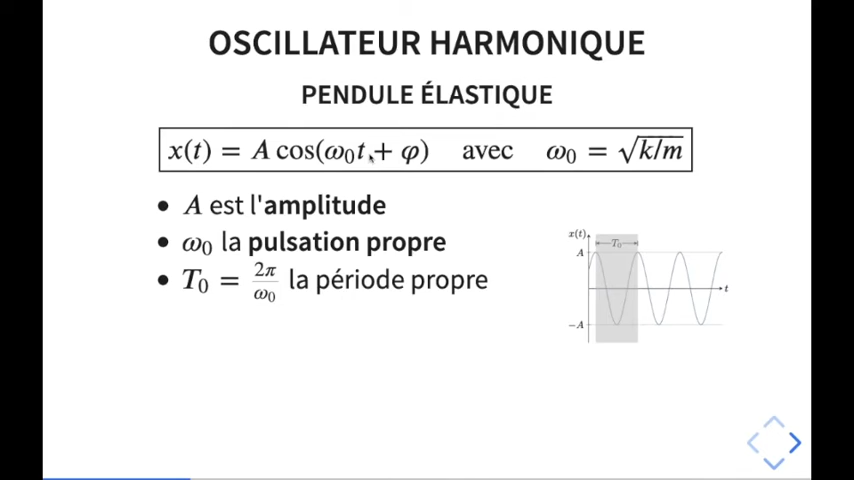 OSCILLATEUR HARMONIQUE
PENDULE ÉLASTIQUE
x(t) = A cos(ω₀t + φ) avec ω₀ = √k/m
• A est l'amplitude
• ω₀ la pulsation propre
• T₀ = 2π/ω₀ la période propre
x(t)
T₀
A
t
−A